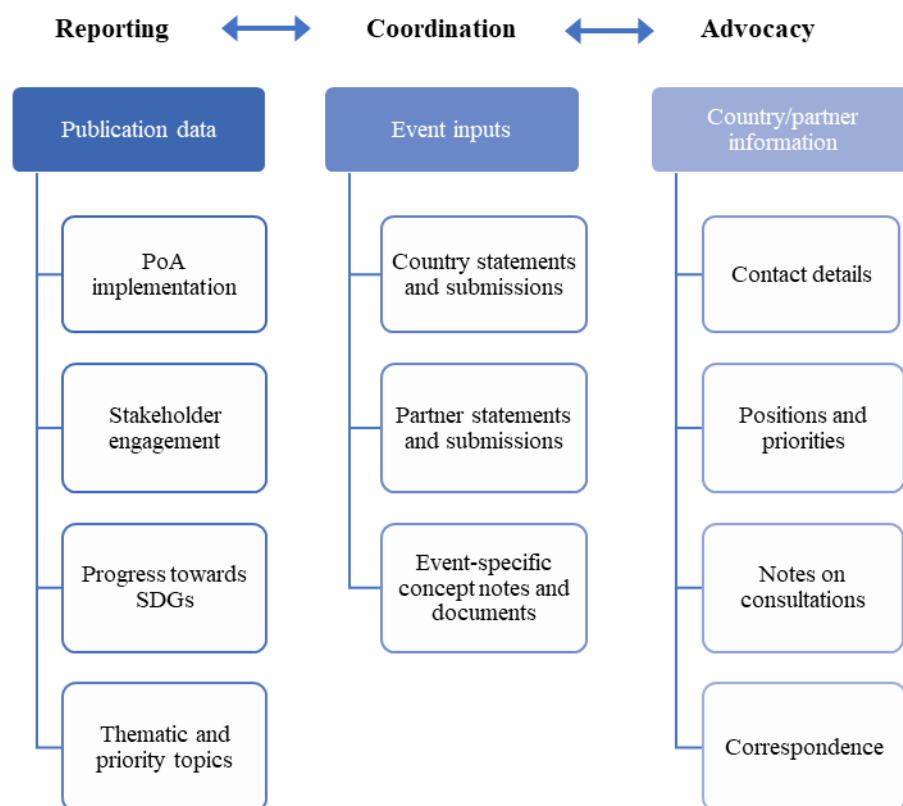 Reporting
Coordination
Advocacy
Publication data
PoA
implementation
Stakeholder
engagement
Progress towards
SDGs
Thematic and
priority topics
Event inputs
Country statements
and submissions
Partner statements
and submissions
Event-specific
concept notes and
documents
Country/partner
information
Contact details
Positions and
priorities
Notes on
consultations
Correspondence